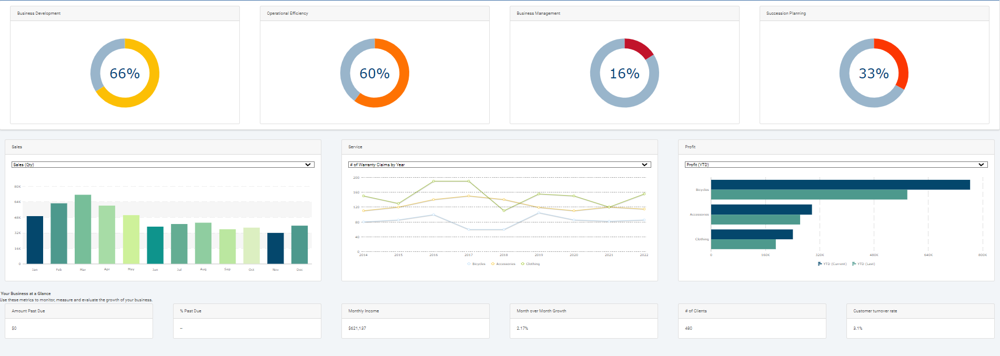 Business Development
Operational Efficiency
Business Management
Succession Planning
66%
60%
16%
33%
Sales
Sales (Qty)
80K
64K
48K
32K
16K
0
Jan Feb Mar Apr May Jun Jul Aug Sep Oct Nov Dec
Service
# of Warranty Claims by Year
200
160
120
80
40
0
2014 2015 2016 2017 2018 2019 2020 2021 2022
Bicycles Accessories Clothing
Profit
Profit (YTD)
Bicycles
Accessories
Clothing
0 160K 320K 480K 640K 800K
YTD (Current) YTD (Last)
Your Business at a Glance
Use these metrics to monitor, measure and evaluate the growth of your business.
Amount Past Due
$0
% Past Due
--
Monthly Income
$621,137
Month over Month Growth
2.17%
# of Clients
480
Customer turnover rate
3.1%